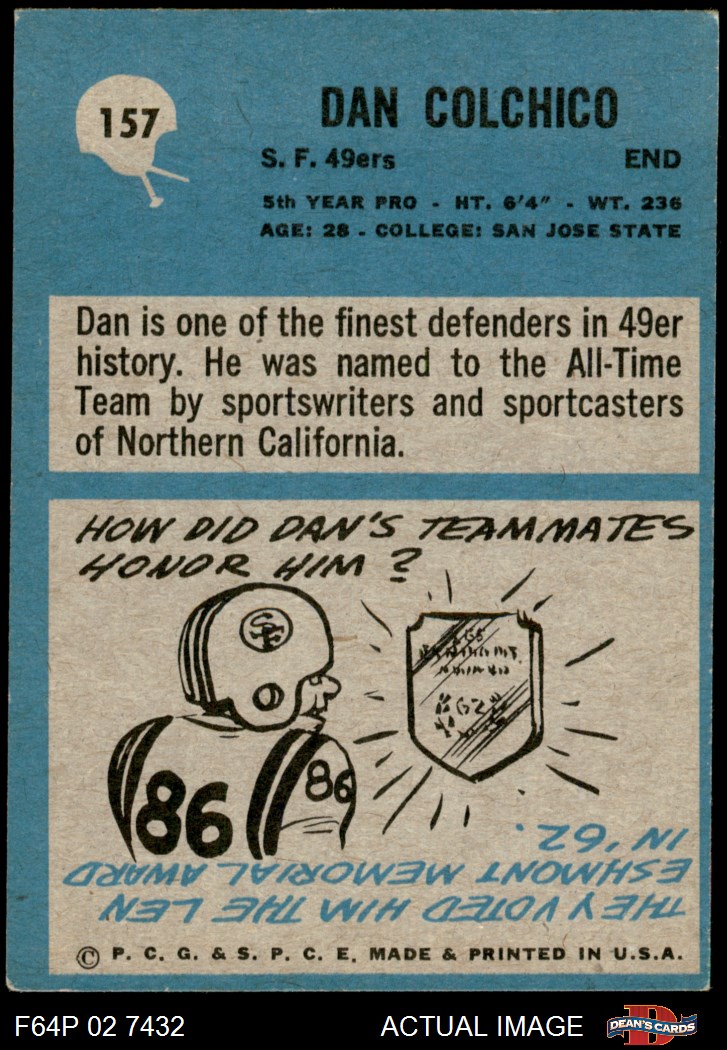 157
DAN COLCHICO
S. F. 49ers END
5th YEAR PRO - HT. 6'4" - WT. 236
AGE: 28 - COLLEGE: SAN JOSE STATE
Dan is one of the finest defenders in 49er
history. He was named to the All-Time
Team by sportswriters and sportcasters
of Northern California.
HOW DID DAN'S TEAMMATES
HONOR HIM?
SF
86
86
62
THEY VOTED HIM THE LEN
ESHMONT MEMORIAL AWARD
IN '62.
© P. C. G. & S. P. C. E. MADE & PRINTED IN U.S.A.
F64P 02 7432 ACTUAL IMAGE DEAN'S CARDS